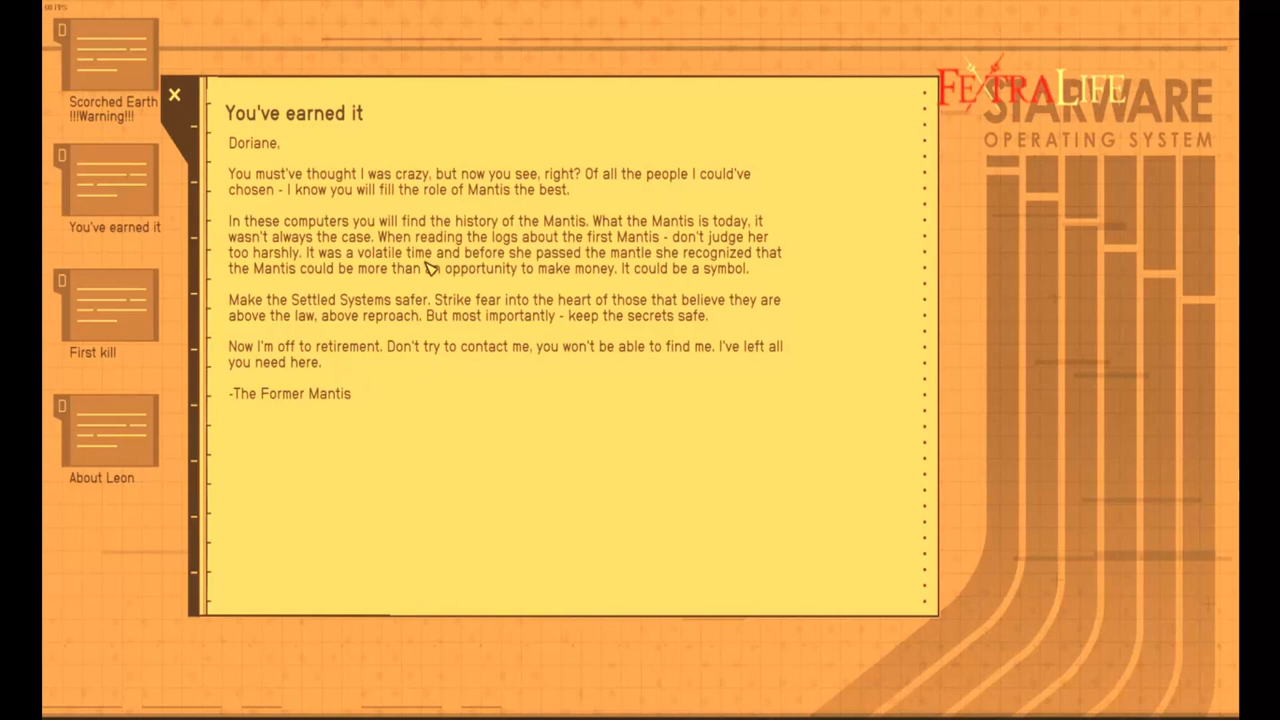 60 FPS
Scorched Earth
!!!Warning!!!
You've earned it
First kill
About Leon
You've earned it
Doriane,
You must've thought I was crazy, but now you see, right? Of all the people I could've
chosen - I know you will fill the role of Mantis the best.
In these computers you will find the history of the Mantis. What the Mantis is today, it
wasn't always the case. When reading the logs about the first Mantis - don't judge her
too harshly. It was a volatile time and before she passed the mantle she recognized that
the Mantis could be more than opportunity to make money. It could be a symbol.
Make the Settled Systems safer. Strike fear into the heart of those that believe they are
above the law, above reproach. But most importantly - keep the secrets safe.
Now I'm off to retirement. Don't try to contact me, you won't be able to find me. I've left all
you need here.
-The Former Mantis
FEXTRALIFE
STARWARE
OPERATING SYSTEM